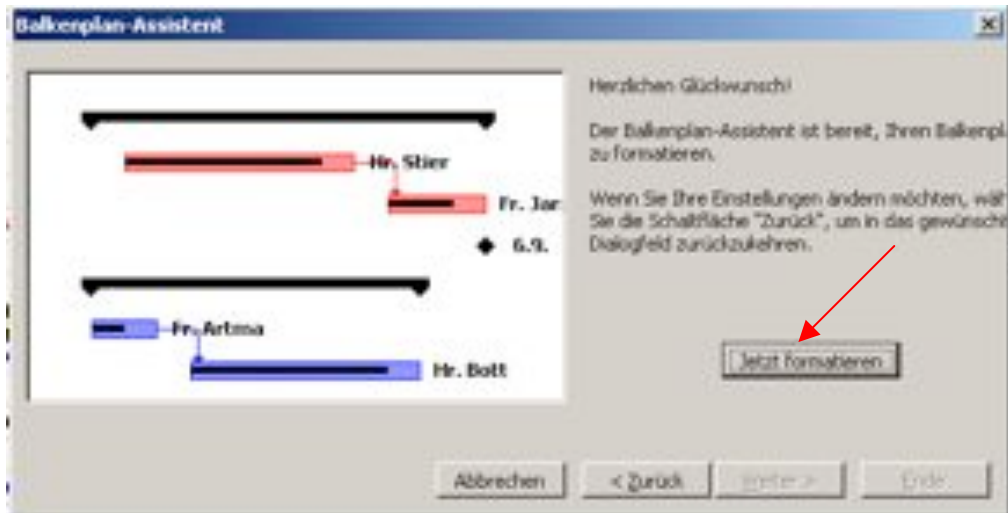 Balkenplan-Assistent
Herzlichen Glückwunsch!
Der Balkenplan-Assistent ist bereit, Ihren Balkenpl
zu formatieren.
Wenn Sie Ihre Einstellungen ändern möchten, wäh
Sie die Schaltfläche "Zurück", um in das gewünscht
Dialogfeld zurückzukehren.
Hr. Stier
Fr. Jar
6.9.
Fr. Artma
Hr. Bott
Jetzt formatieren
Abbrechen
< Zurück
Weiter >
Ende